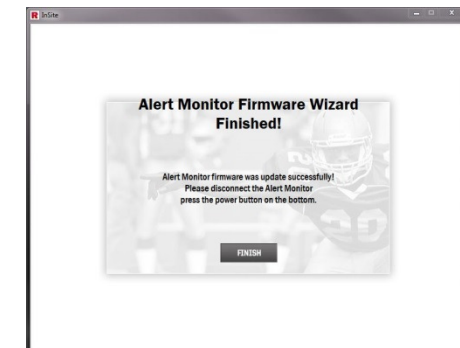 R InSite
Alert Monitor Firmware Wizard
Finished!
Alert Monitor firmware was update successfully!
Please disconnect the Alert Monitor
press the power button on the bottom.
FINISH